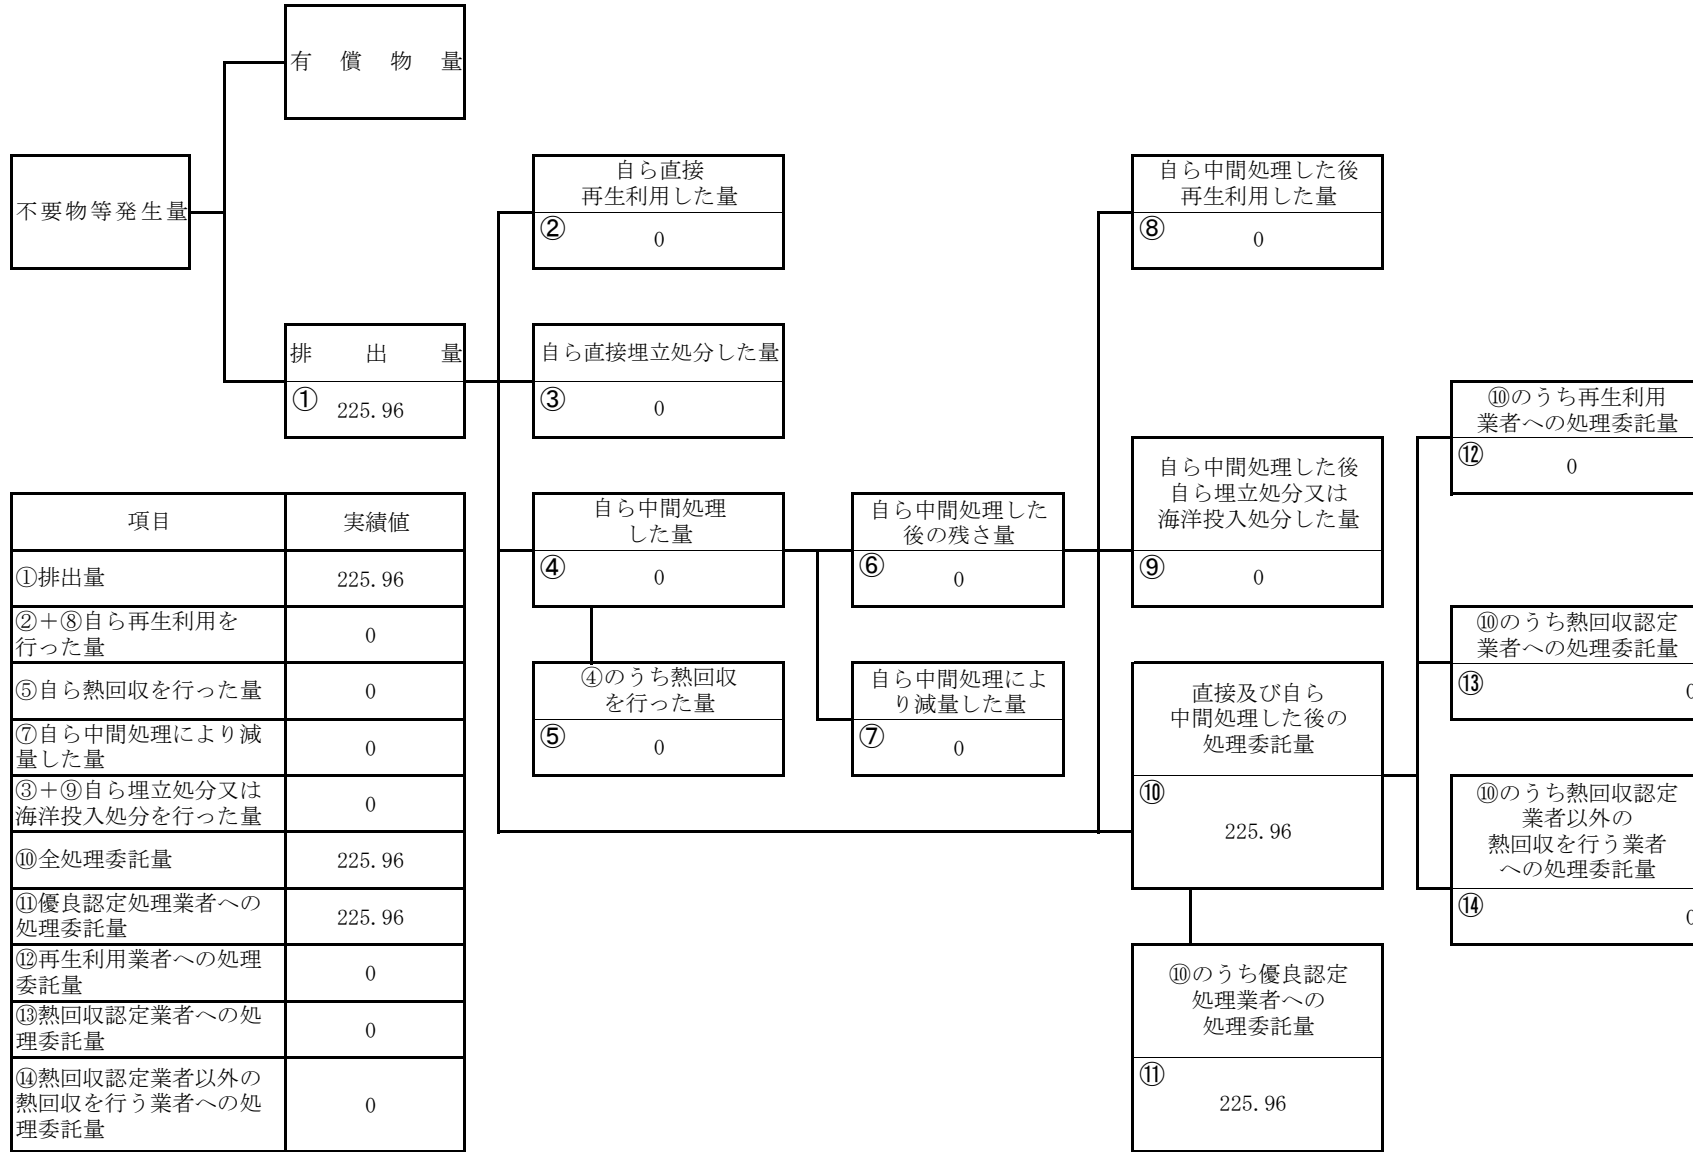 有償物量
不要物等発生量
自ら直接
再生利用した量
② 0
自ら中間処理した後
再生利用した量
⑧ 0
排出量
① 225.96
自ら直接埋立処分した量
③ 0
⑩のうち再生利用
業者への処理委託量
⑫ 0
自ら中間処理
した量
④ 0
自ら中間処理した
後の残さ量
⑥ 0
自ら中間処理した後
自ら埋立処分又は
海洋投入処分した量
⑨ 0
④のうち熱回収
を行った量
⑤ 0
自ら中間処理によ
り減量した量
⑦ 0
直接及び自ら
中間処理した後の
処理委託量
⑩
225.96
⑩のうち熱回収認定
業者への処理委託量
⑬ 0
⑩のうち熱回収認定
業者以外の
熱回収を行う業者
への処理委託量
⑭ 0
⑩のうち優良認定
処理業者への
処理委託量
⑪
225.96
項目 実績値
①排出量 225.96
②+⑧自ら再生利用を
行った量 0
⑤自ら熱回収を行った量 0
⑦自ら中間処理により減
量した量 0
③+⑨自ら埋立処分又は
海洋投入処分を行った量 0
⑩全処理委託量 225.96
⑪優良認定処理業者への
処理委託量 225.96
⑫再生利用業者への処理
委託量 0
⑬熱回収認定業者への処
理委託量 0
⑭熱回収認定業者以外の
熱回収を行う業者への処 0
理委託量